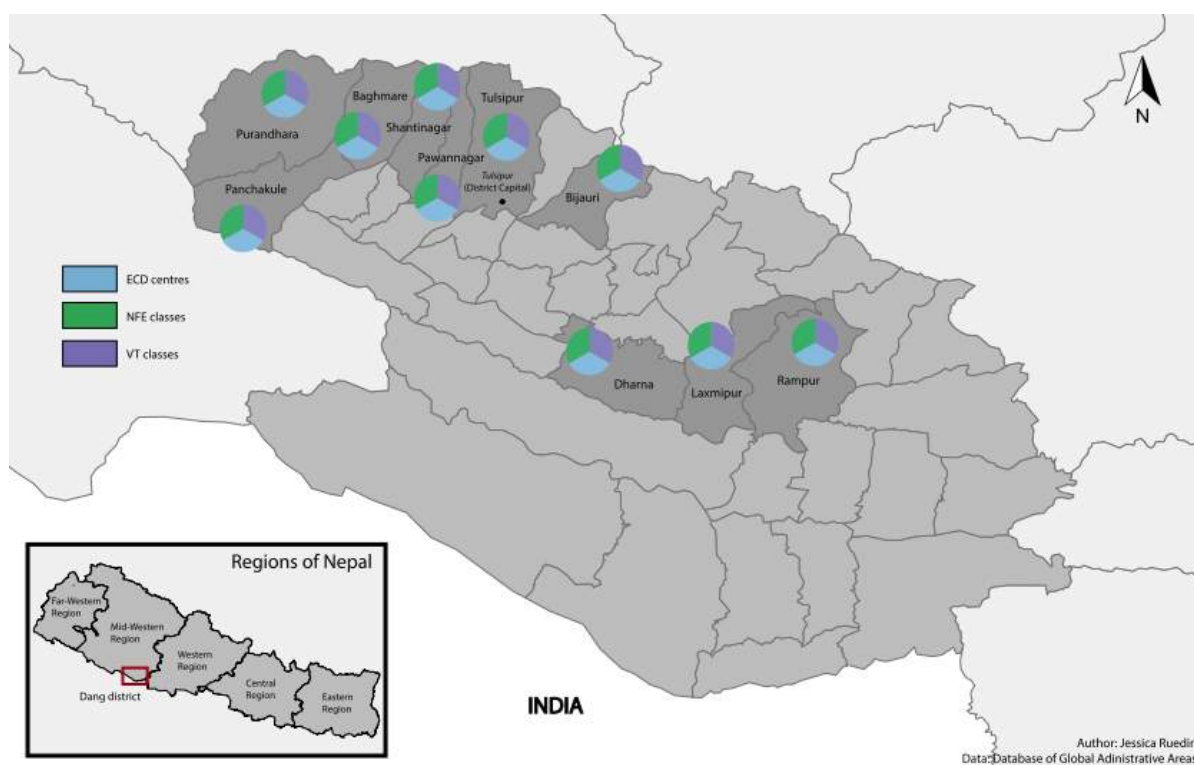 Baghmare
Tulsipur
Purandhara
Shantinagar
Pawannagar
Tulsipur
(District Capital)
Panchakule
Bijauri
N
ECD centres
NFE classes
VT classes
Dharna
Laxmipur
Rampur
Regions of Nepal
Far-Western
Region
Mid-Western
Region
Western
Region
Central
Region
Eastern
Region
Dang district
INDIA
Author: Jessica Ruedin
Data:Database of Global Adinistrative Areas